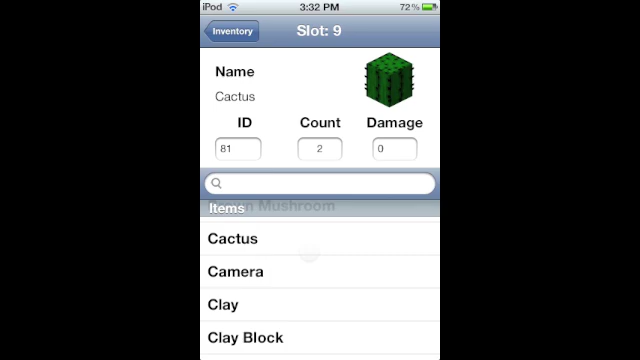 iPod 3:32 PM 72%
Inventory Slot: 9
Name
Cactus
ID Count Damage
81 2 0
Brown Mushroom
Items
Cactus
Camera
Clay
Clay Block